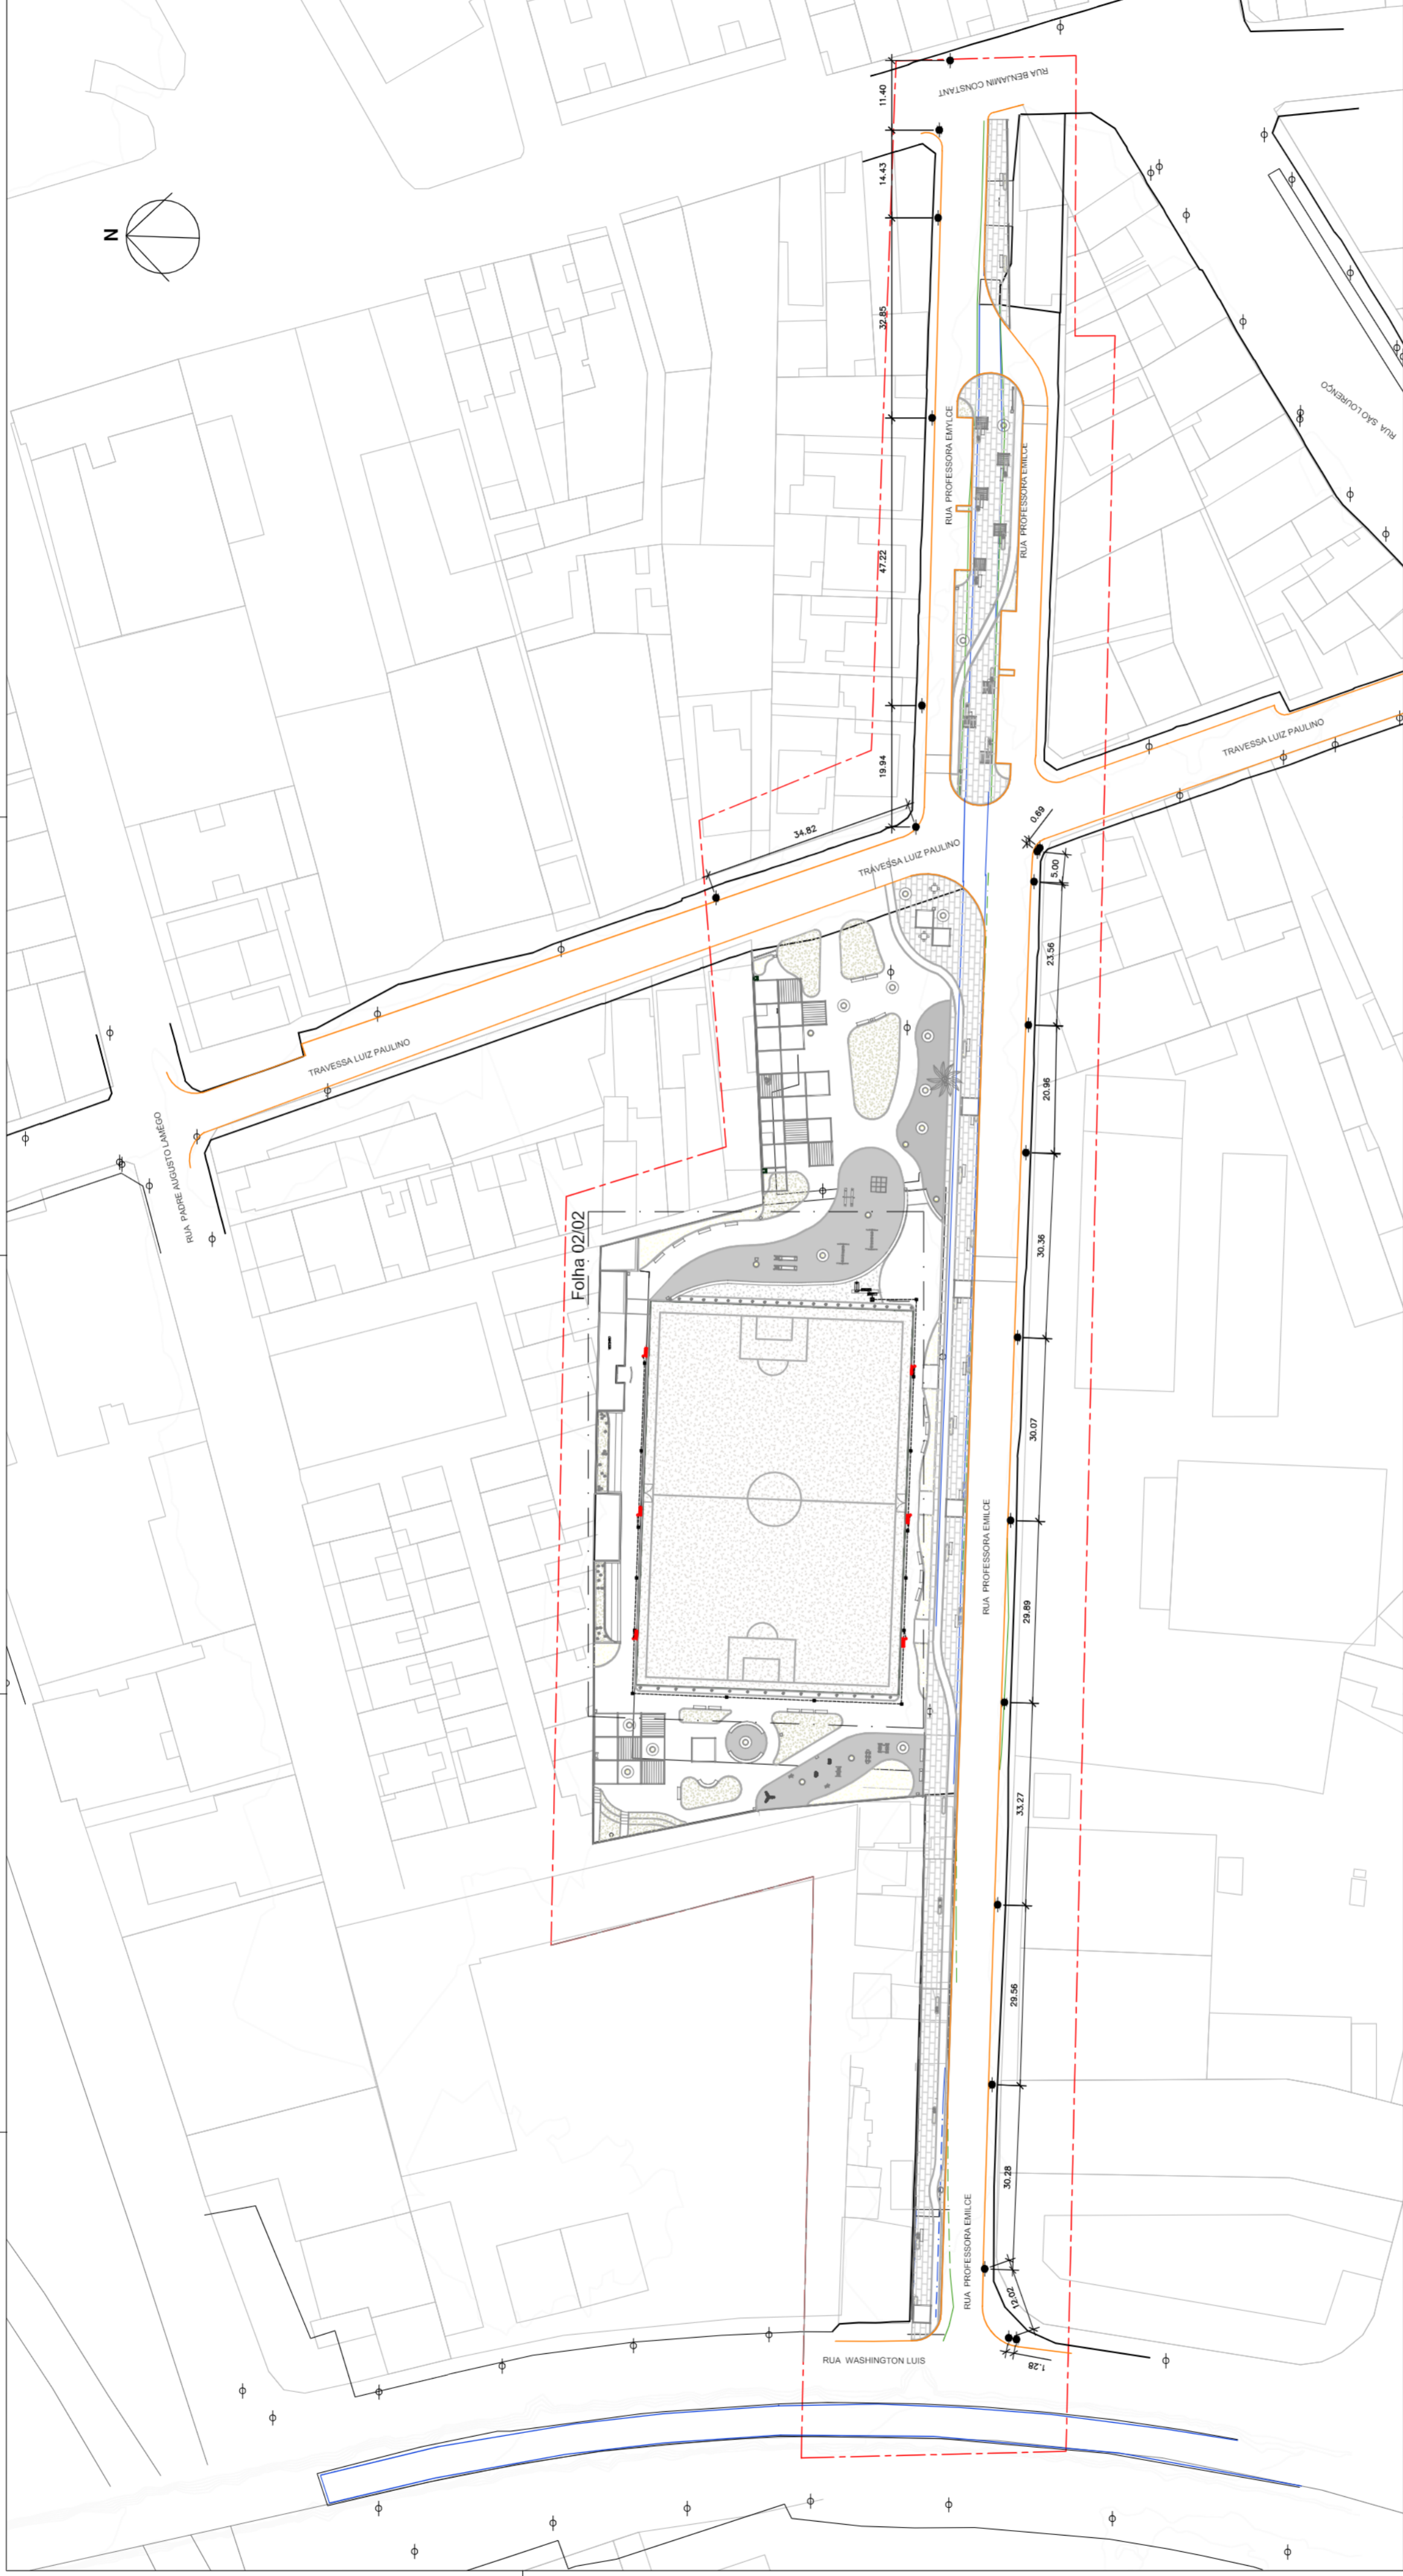 RUA BENJAMIN CONSTANT
11.40
14.43
N
32.85
RUA SÃO LOURENÇO
RUA PROFESSORA EMYLCE
RUA PROFESSORA EMILCE
47.22
TRAVESSA LUIZ PAULINO
19.94
34.82
0.69
TRAVESSA LUIZ PAULINO
5.00
23.56
TRAVESSA LUIZ PAULINO
20.96
RUA PADRE AUGUSTO LAMEGO
Folha 02/02
30.36
30.07
RUA PROFESSORA EMILCE
29.89
33.27
29.56
30.28
RUA PROFESSORA EMILCE
12.02
RUA WASHINGTON LUIS
1.28